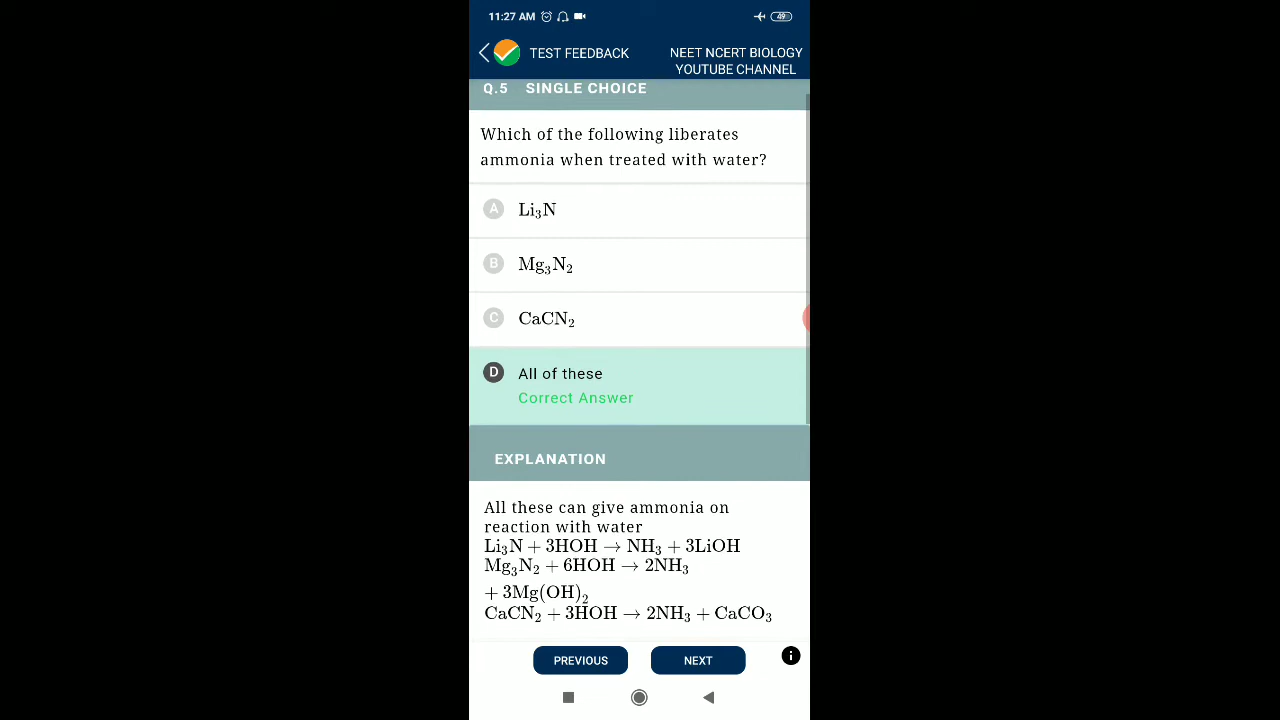 11:27 AM 49
TEST FEEDBACK
NEET NCERT BIOLOGY
YOUTUBE CHANNEL
Q.5 SINGLE CHOICE
Which of the following liberates
ammonia when treated with water?
A Li₃N
B Mg₃N₂
C CaCN₂
D All of these
Correct Answer
EXPLANATION
All these can give ammonia on
reaction with water
Li₃N + 3HOH → NH₃ + 3LiOH
Mg₃N₂ + 6HOH → 2NH₃
+ 3Mg(OH)₂
CaCN₂ + 3HOH → 2NH₃ + CaCO₃
PREVIOUS NEXT